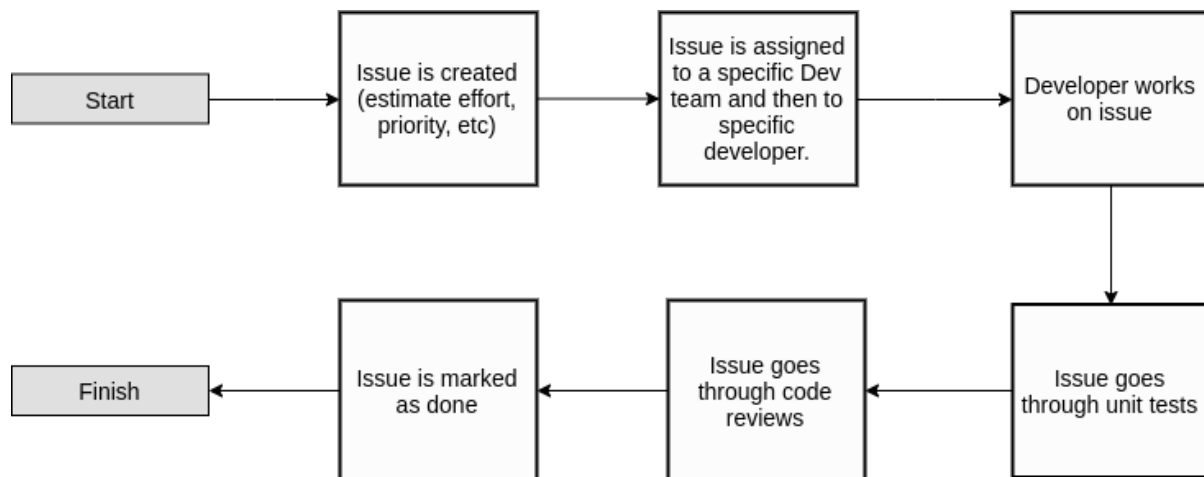 Start
Issue is created
(estimate effort,
priority, etc)
Issue is assigned
to a specific Dev
team and then to
specific
developer.
Developer works
on issue
Issue goes
through unit tests
Issue goes
through code
reviews
Issue is marked
as done
Finish